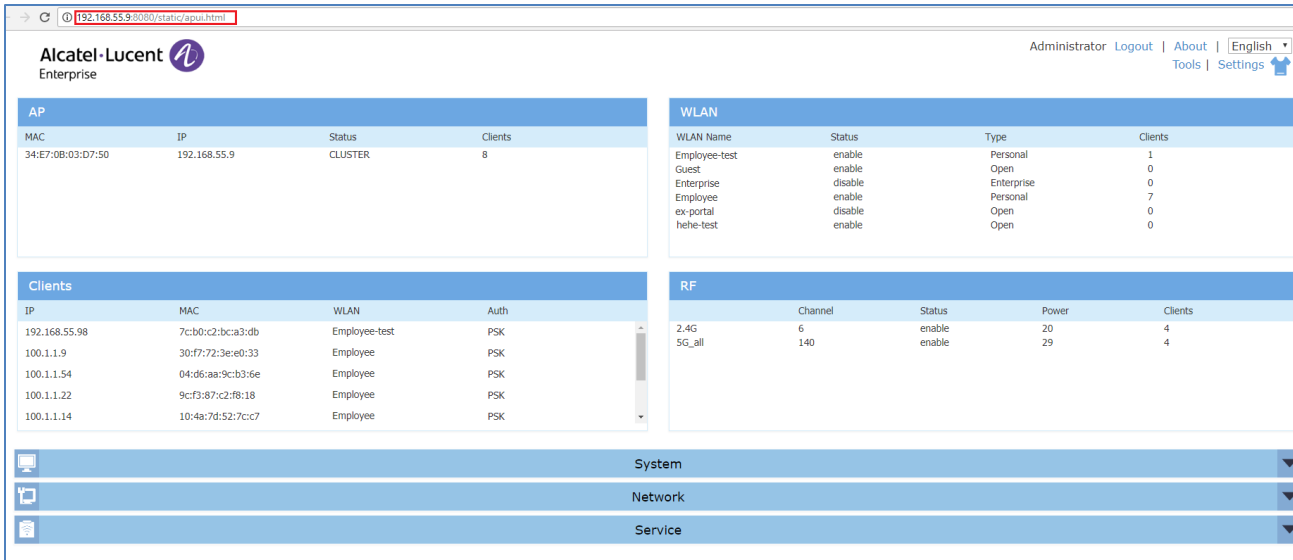 192.168.55.9:8080/static/apui.html
Alcatel·Lucent
Enterprise
Administrator Logout | About | English
Tools | Settings
AP
MAC IP Status Clients
34:E7:0B:03:D7:50 192.168.55.9 CLUSTER 8
WLAN
WLAN Name Status Type Clients
Employee-test enable Personal 1
Guest enable Open 0
Enterprise disable Enterprise 0
Employee enable Personal 7
ex-portal disable Open 0
hehe-test enable Open 0
Clients
IP MAC WLAN Auth
192.168.55.98 7c:b0:c2:bc:a3:db Employee-test PSK
100.1.1.9 30:f7:72:3e:e0:33 Employee PSK
100.1.1.54 04:d6:aa:9c:b3:6e Employee PSK
100.1.1.22 9c:f3:87:c2:f8:18 Employee PSK
100.1.1.14 10:4a:7d:52:7c:c7 Employee PSK
RF
Channel Status Power Clients
2.4G 6 enable 20 4
5G_all 140 enable 29 4
System
Network
Service